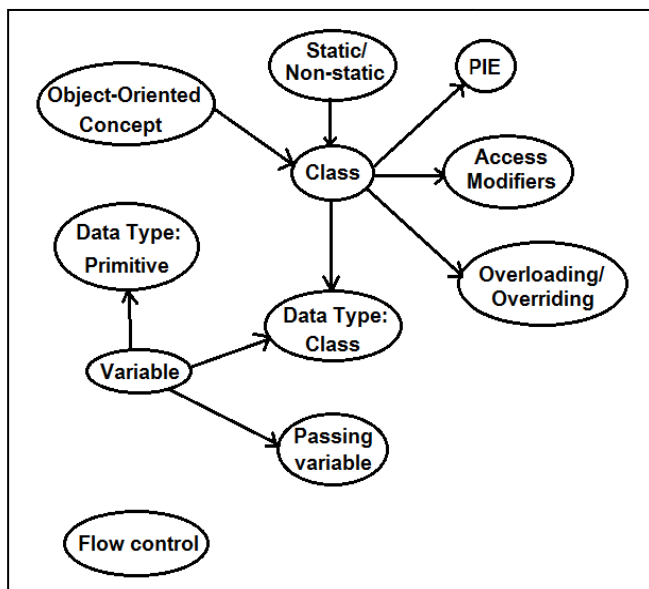 Static/
Non-static
PIE
Object-Oriented
Concept
Class
Access
Modifiers
Data Type:
Primitive
Overloading/
Overriding
Data Type:
Class
Variable
Passing
variable
Flow control